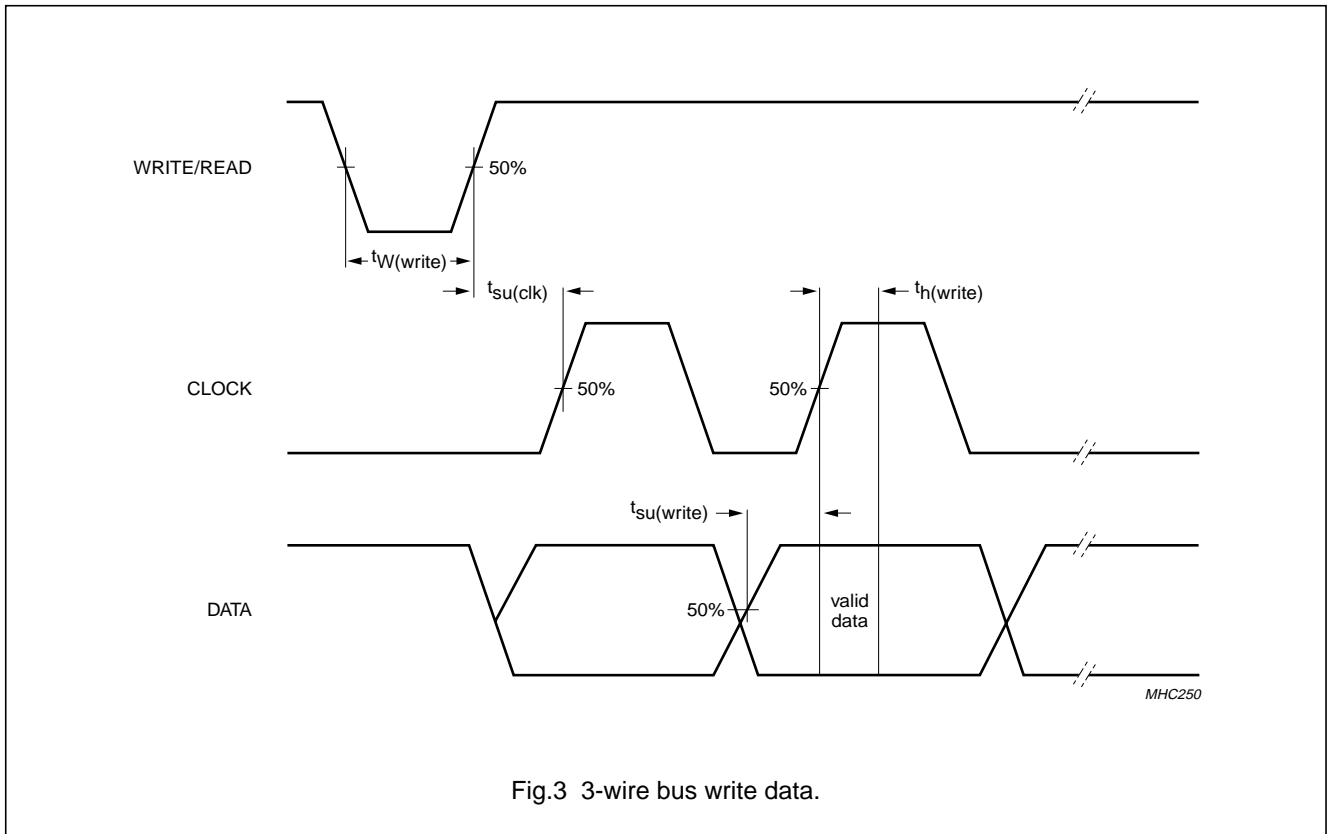 WRITE/READ
50%
tW(write)
tsu(clk)
th(write)
CLOCK
50%
50%
tsu(write)
DATA
50%
valid
data
MHC250
Fig.3 3-wire bus write data.